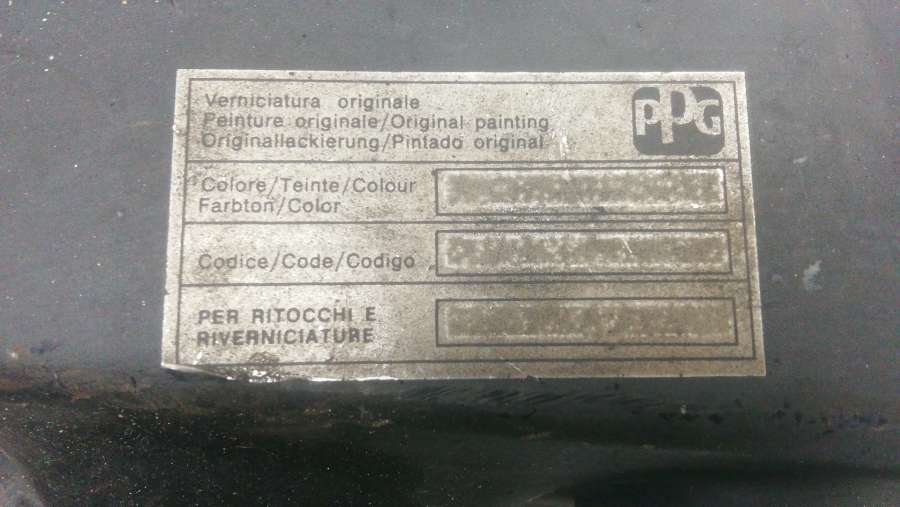 Verniciatura originale
Peinture originale/Original painting
Originallackierung/Pintado original
PPG
Colore/Teinte/Colour
Farbton/Color
Codice/Code/Codigo
PER RITOCCHI E
RIVERNICIATURE